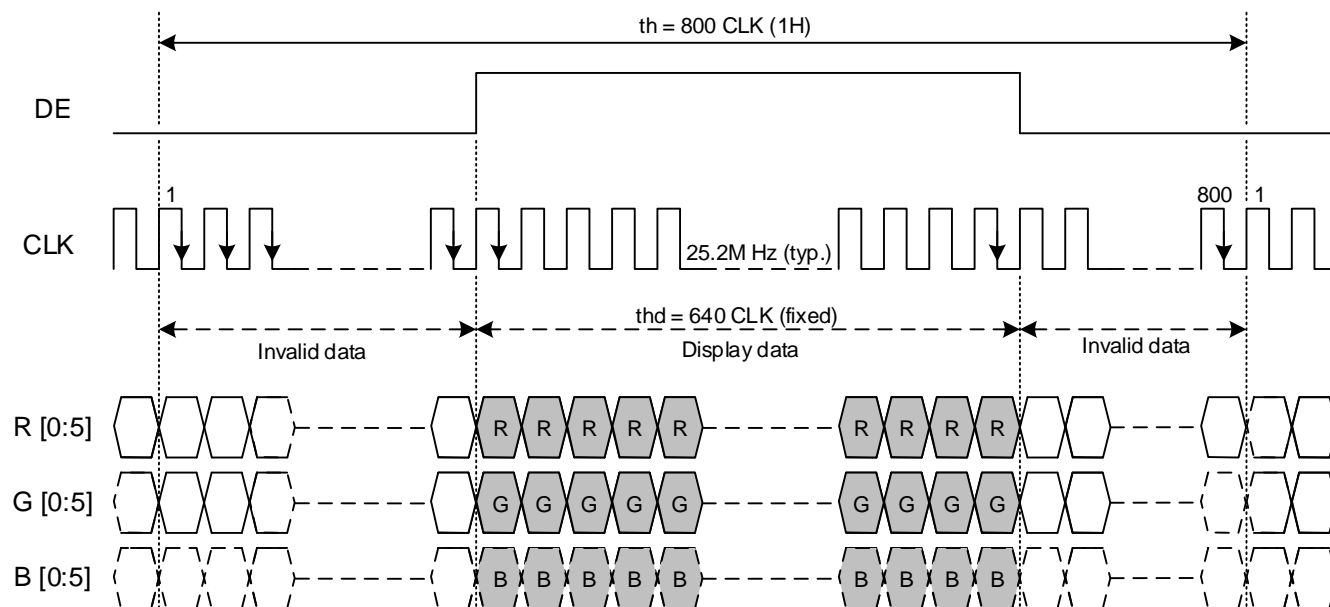 th = 800 CLK (1H)
DE
1
800
1
CLK
25.2M Hz (typ.)
thd = 640 CLK (fixed)
Invalid data
Display data
Invalid data
R [0:5]
R R R R R
R R R R
G [0:5]
G G G G G
G G G G
B [0:5]
B B B B B
B B B B